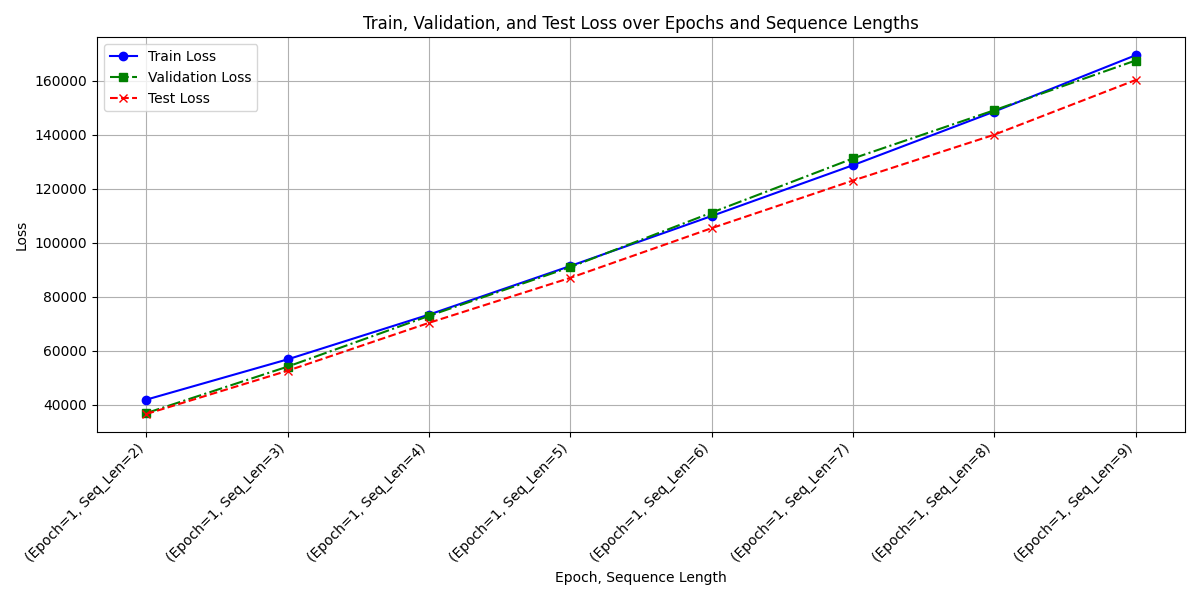 Train, Validation, and Test Loss over Epochs and Sequence Lengths
Train Loss
Validation Loss
Test Loss
Loss
160000
140000
120000
100000
80000
60000
40000
(Epoch=1, Seq_Len=2)
(Epoch=1, Seq_Len=3)
(Epoch=1, Seq_Len=4)
(Epoch=1, Seq_Len=5)
(Epoch=1, Seq_Len=6)
(Epoch=1, Seq_Len=7)
(Epoch=1, Seq_Len=8)
(Epoch=1, Seq_Len=9)
Epoch, Sequence Length